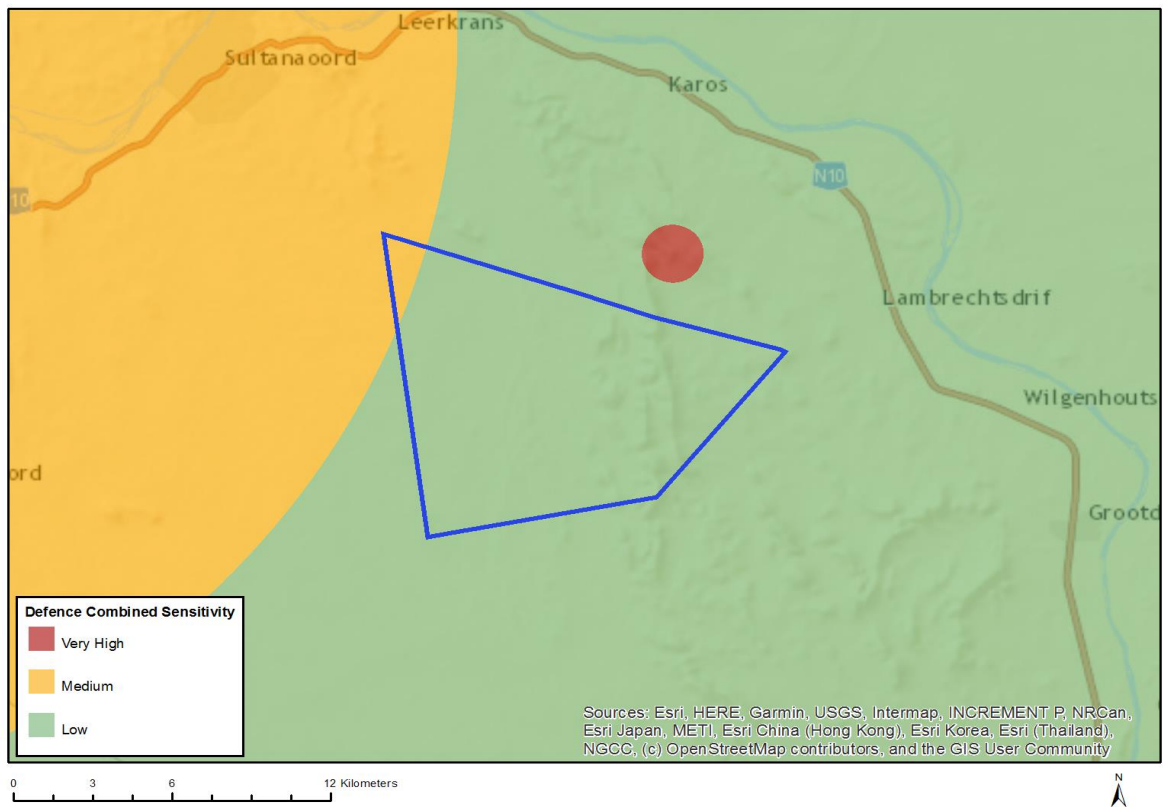 Leerkrans
Sultanaoord
Karos
N10
10
Lambrechtsdrif
Wilgenhouts
ord
Grootd
Defence Combined Sensitivity
Very High
Medium
Low
Sources: Esri, HERE, Garmin, USGS, Intermap, INCREMENT P, NRCan,
Esri Japan, METI, Esri China (Hong Kong), Esri Korea, Esri (Thailand),
NGCC, (c) OpenStreetMap contributors, and the GIS User Community
0 3 6 12 Kilometers
N